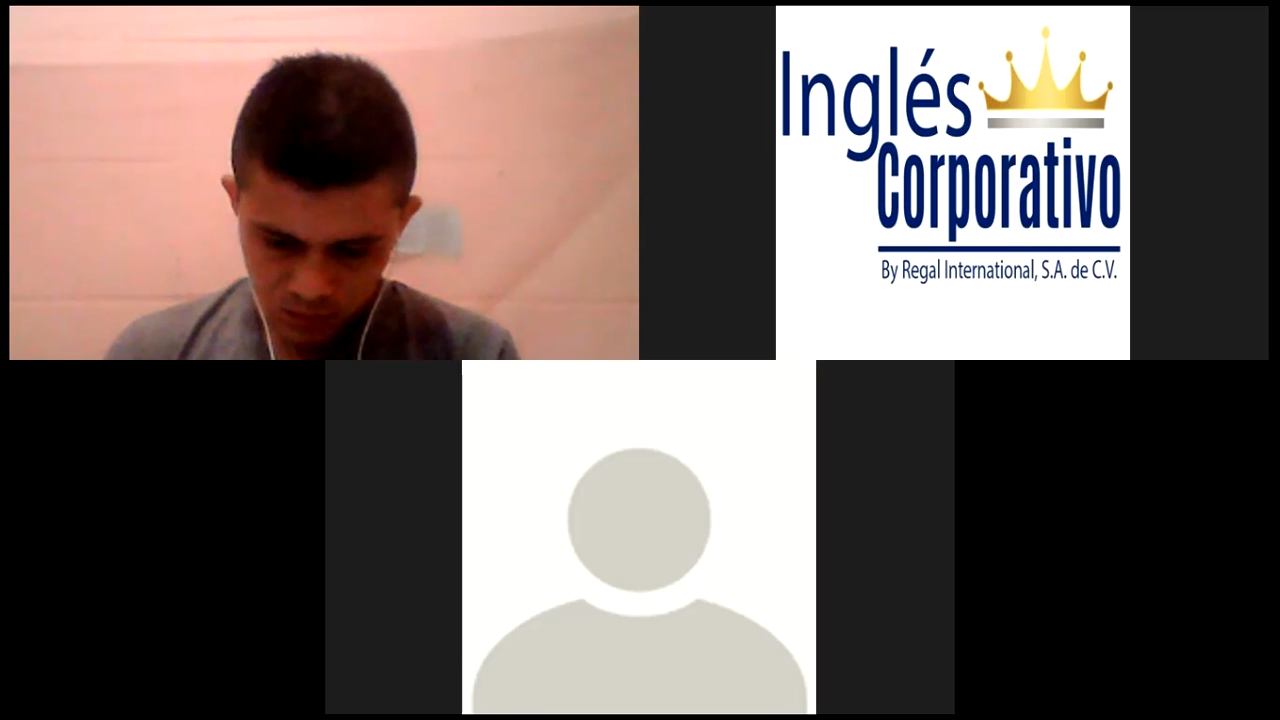 Inglés
Corporativo
By Regal International, S.A. de C.V.